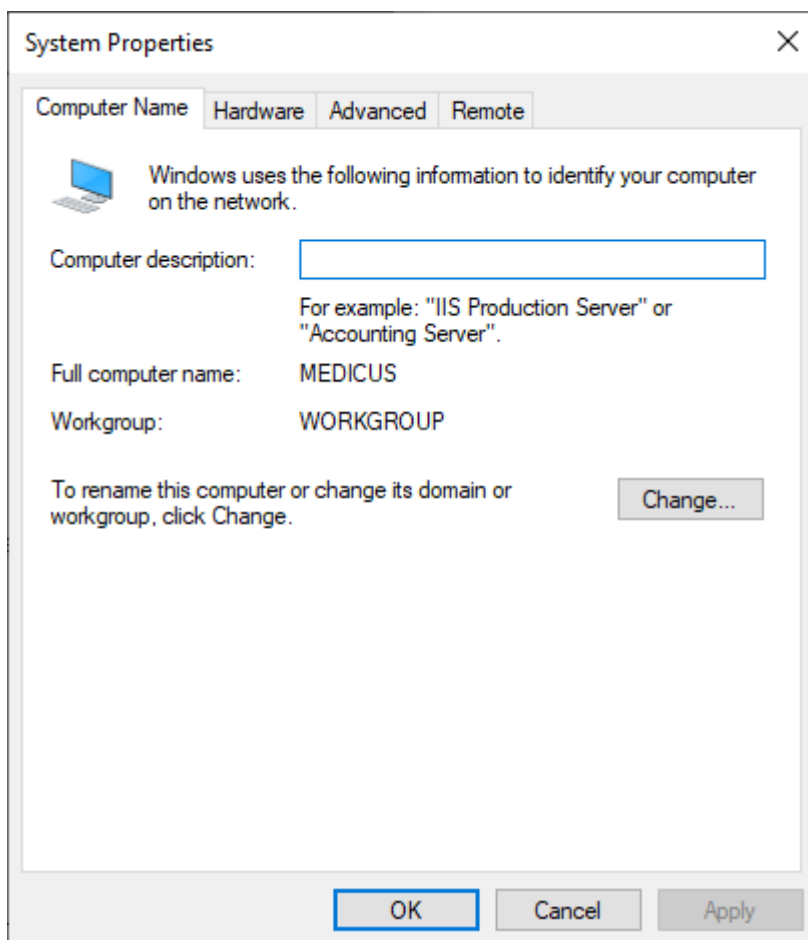 System Properties
Computer Name Hardware Advanced Remote
Windows uses the following information to identify your computer
on the network.
Computer description:
For example: "IIS Production Server" or
"Accounting Server".
Full computer name: MEDICUS
Workgroup: WORKGROUP
To rename this computer or change its domain or
workgroup, click Change.
Change...
OK Cancel Apply